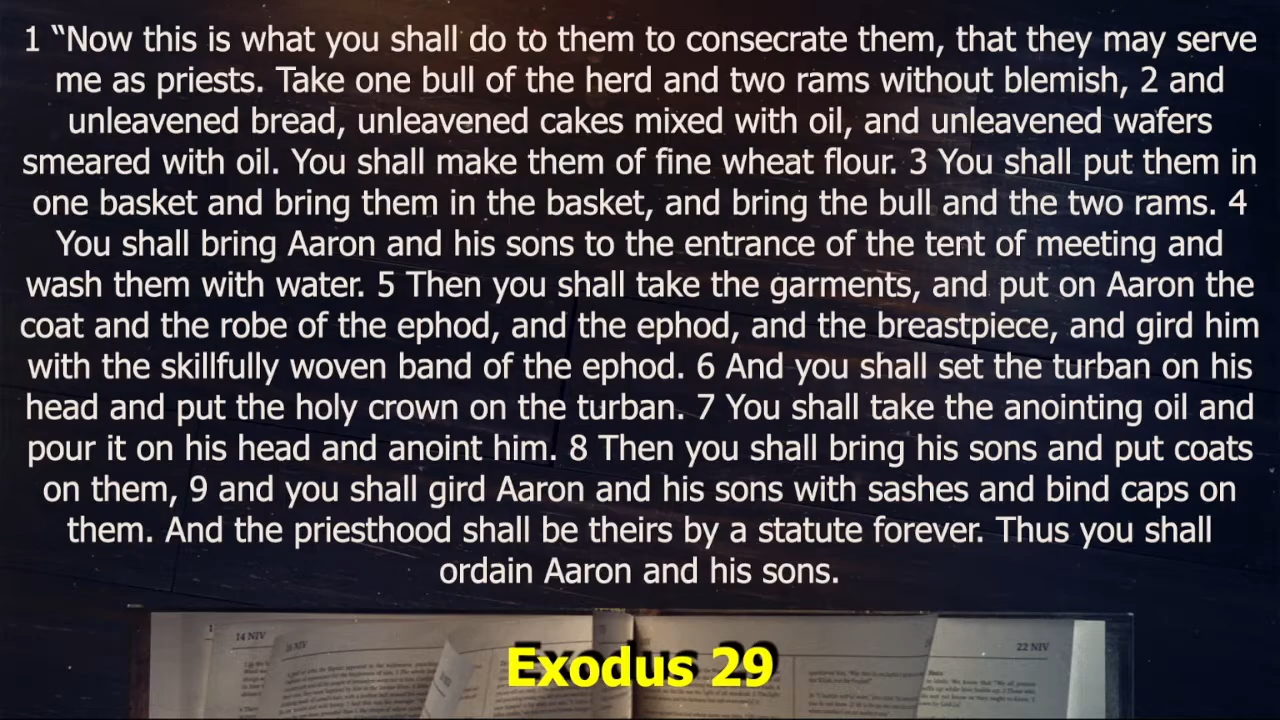 1 “Now this is what you shall do to them to consecrate them, that they may serve
me as priests. Take one bull of the herd and two rams without blemish, 2 and
unleavened bread, unleavened cakes mixed with oil, and unleavened wafers
smeared with oil. You shall make them of fine wheat flour. 3 You shall put them in
one basket and bring them in the basket, and bring the bull and the two rams. 4
You shall bring Aaron and his sons to the entrance of the tent of meeting and
wash them with water. 5 Then you shall take the garments, and put on Aaron the
coat and the robe of the ephod, and the ephod, and the breastpiece, and gird him
with the skillfully woven band of the ephod. 6 And you shall set the turban on his
head and put the holy crown on the turban. 7 You shall take the anointing oil and
pour it on his head and anoint him. 8 Then you shall bring his sons and put coats
on them, 9 and you shall gird Aaron and his sons with sashes and bind caps on
them. And the priesthood shall be theirs by a statute forever. Thus you shall
ordain Aaron and his sons.
14 NIV
22 NIV
Exodus 29